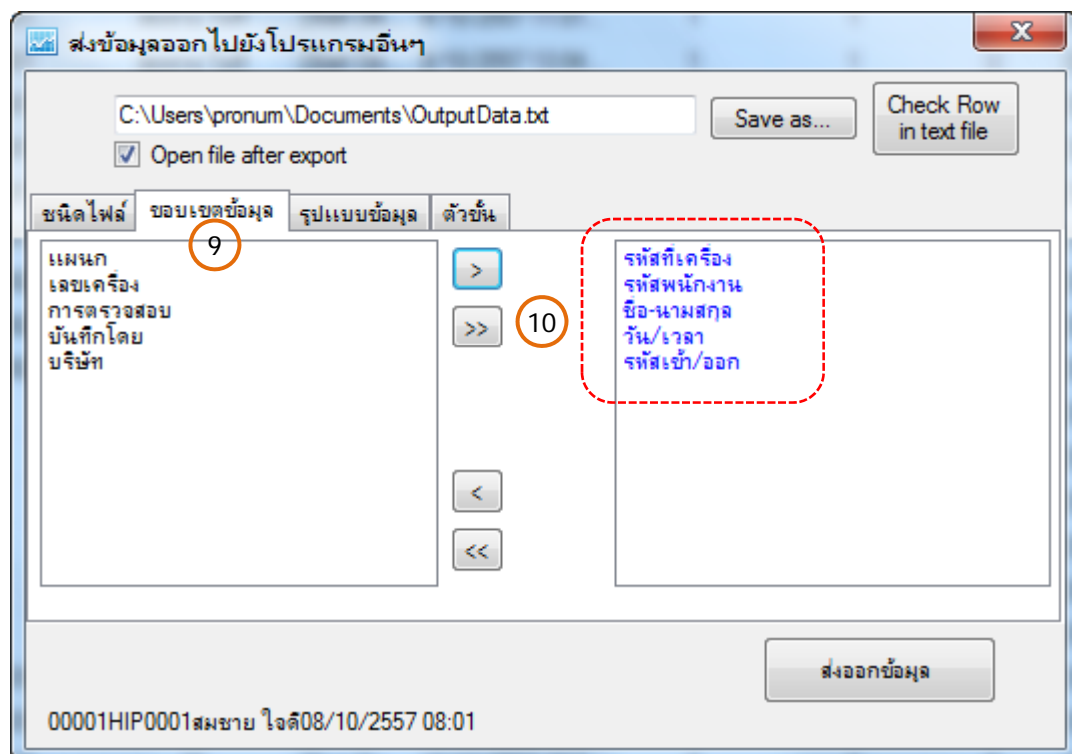 ส่งข้อมูลออกไปยังโปรแกรมอื่นๆ
X
C:\Users\pronum\Documents\OutputData.txt
Save as...
Check Row
in text file
Open file after export
ชนิดไฟล์ ขอบเขตข้อมูล รูปแบบข้อมูล ตัวขั้น
9
แผนก
เลขเครื่อง
การตรวจสอบ
บันทึกโดย
บริษัท
>
>>
10
<
<<
รหัสที่เครื่อง
รหัสพนักงาน
ชื่อ-นามสกุล
วัน/เวลา
รหัสเข้า/ออก
ส่งออกข้อมูล
00001HIP0001สมชาย ใจดี08/10/2557 08:01